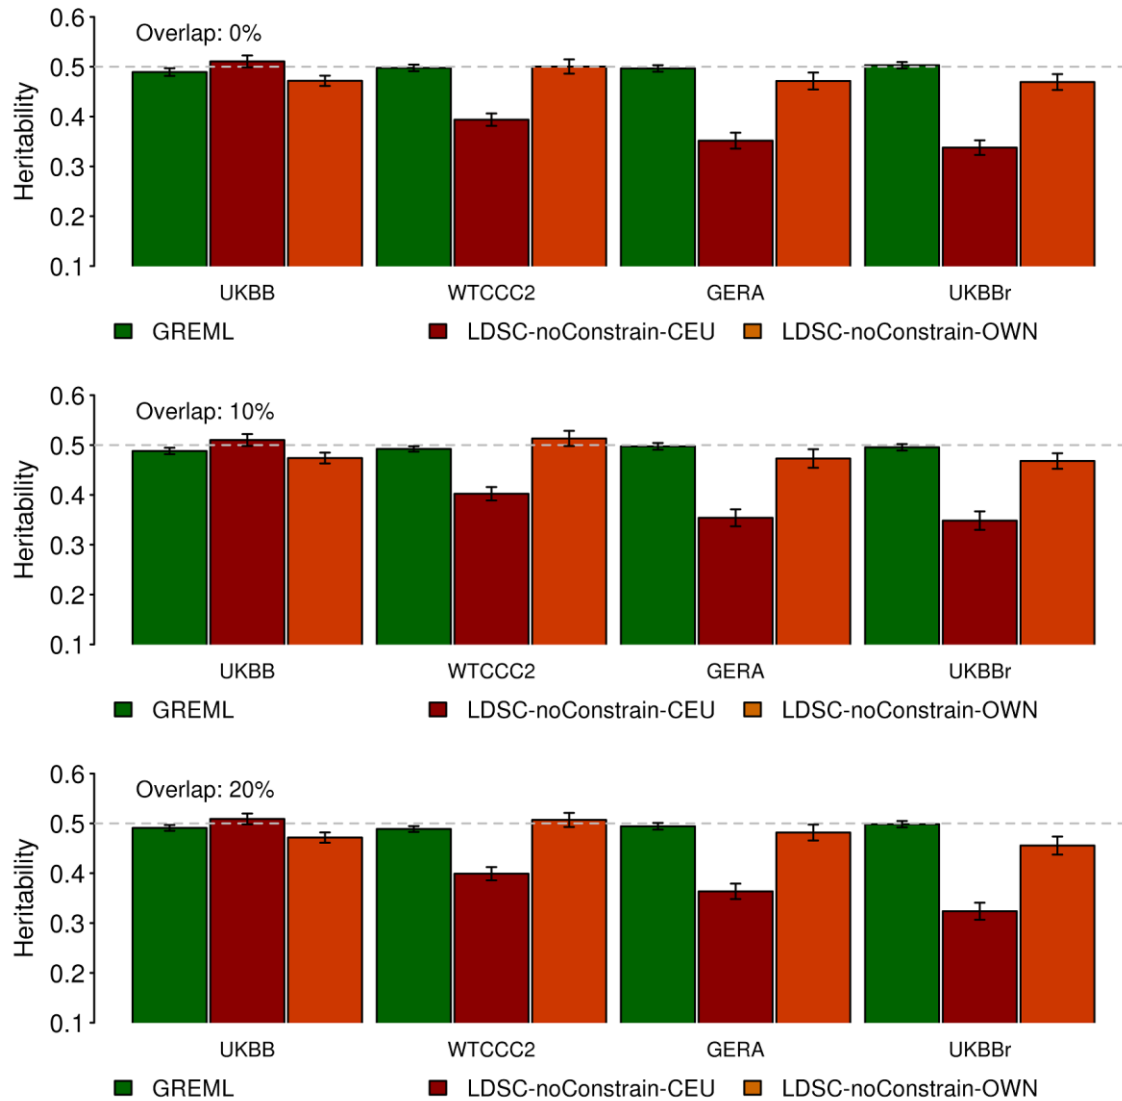 Overlap: 0%
Heritability
0.6
0.5
0.4
0.3
0.2
0.1
UKBB WTCCC2 GERA UKBBr
GREML LDSC-noConstrain-CEU LDSC-noConstrain-OWN
Overlap: 10%
Heritability
0.6
0.5
0.4
0.3
0.2
0.1
UKBB WTCCC2 GERA UKBBr
GREML LDSC-noConstrain-CEU LDSC-noConstrain-OWN
Overlap: 20%
Heritability
0.6
0.5
0.4
0.3
0.2
0.1
UKBB WTCCC2 GERA UKBBr
GREML LDSC-noConstrain-CEU LDSC-noConstrain-OWN